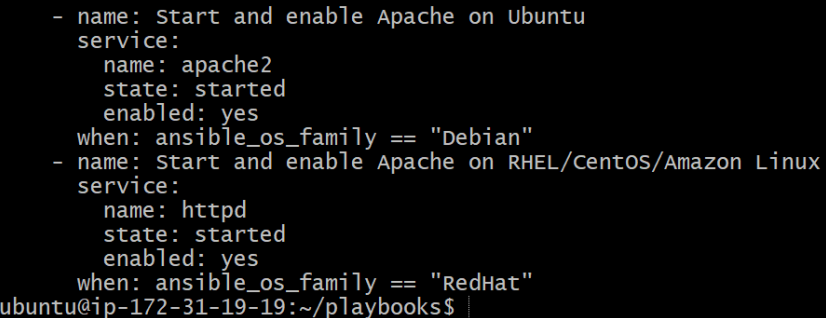 - name: Start and enable Apache on Ubuntu
  service:
    name: apache2
    state: started
    enabled: yes
  when: ansible_os_family == "Debian"
- name: Start and enable Apache on RHEL/CentOS/Amazon Linux
  service:
    name: httpd
    state: started
    enabled: yes
  when: ansible_os_family == "RedHat"
ubuntu@ip-172-31-19-19:~/playbooks$